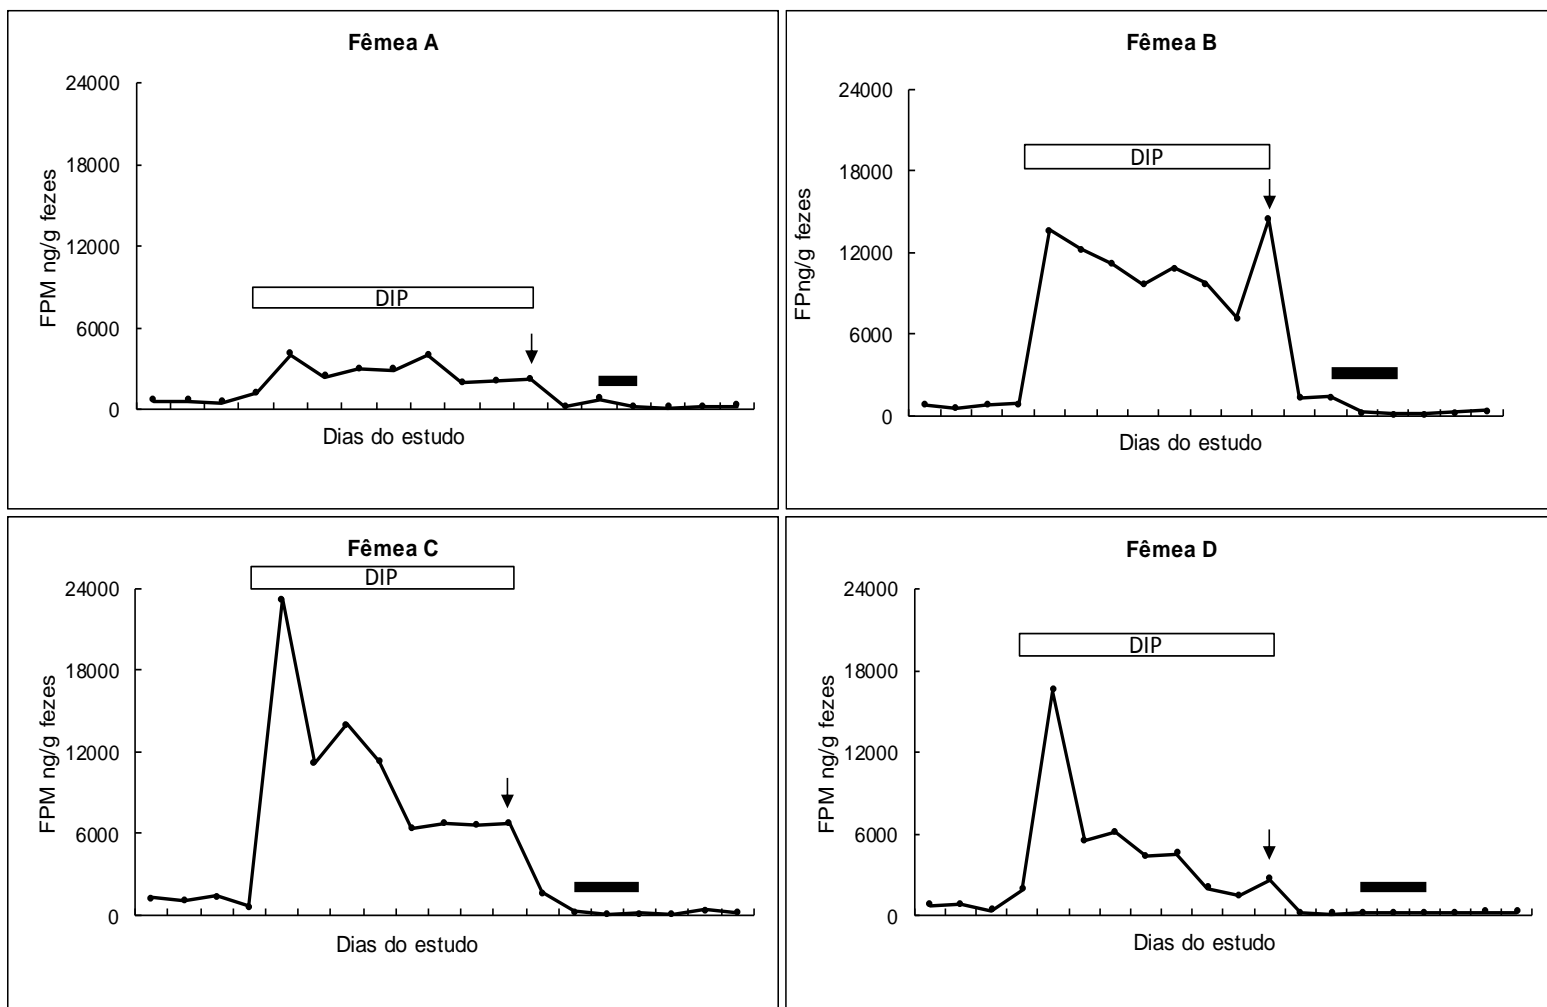 Fêmea A
24000
18000
12000
6000
0
FPM ng/g fezes
DIP
Dias do estudo
Fêmea B
24000
18000
12000
6000
0
FPng/g fezes
DIP
Dias do estudo
Fêmea C
24000
18000
12000
6000
0
FPM ng/g fezes
DIP
Dias do estudo
Fêmea D
24000
18000
12000
6000
0
FPM ng/g fezes
DIP
Dias do estudo